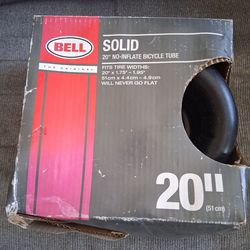 BELL
THE ORIGINAL
SOLID
20" NO-INFLATE BICYCLE TUBE
FITS TIRE WIDTHS:
20" x 1.75" - 1.95"
51cm x 4.4cm - 4.9cm
WILL NEVER GO FLAT
20"
(51 cm)